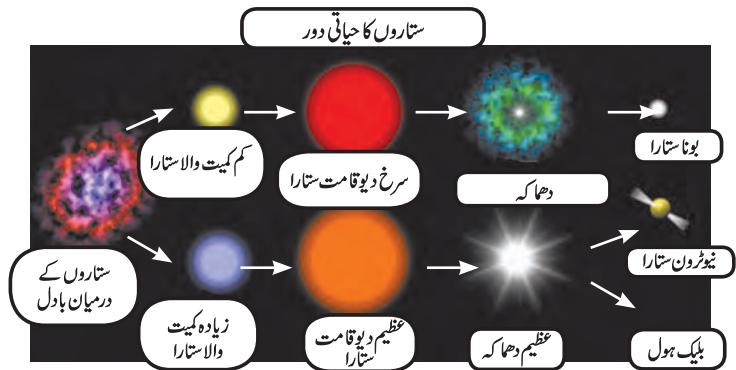 ستاروں کا حیاتی دور
کم کمیت والا ستارا
سرخ دیو قامت ستارا
دھماکہ
بونا ستارا
ستاروں کے
درمیان بادل
زیادہ کمیت
والا ستارا
عظیم دیو قامت
ستارا
عظیم دھماکہ
نیوٹرون ستارا
بلیک ہول